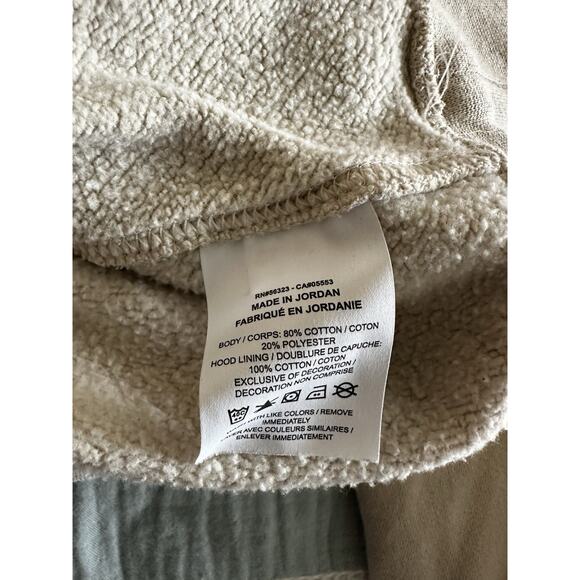 RN#56323 - CA#05553
MADE IN JORDAN
FABRIQUÉ EN JORDANIE
BODY / CORPS: 80% COTTON / COTON
20% POLYESTER
HOOD LINING / DOUBLURE DE CAPUCHE:
100% COTTON / COTON
EXCLUSIVE OF DECORATION /
DECORATION NON COMPRISE
40C
WITH LIKE COLORS / REMOVE
IMMEDIATELY
AVEC COULEURS SIMILAIRES /
ENLEVER IMMEDIATEMENT